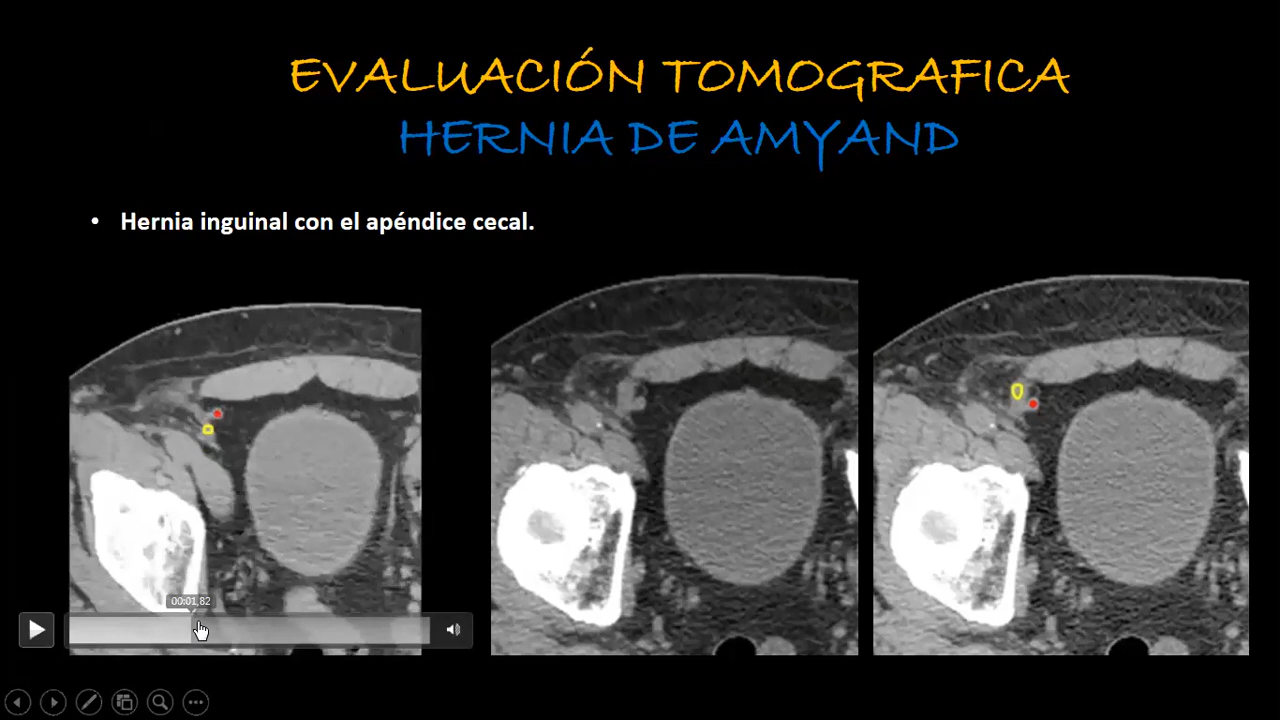 EVALUACIÓN TOMOGRAFICA
HERNIA DE AMYAND
• Hernia inguinal con el apéndice cecal.
00:01,82